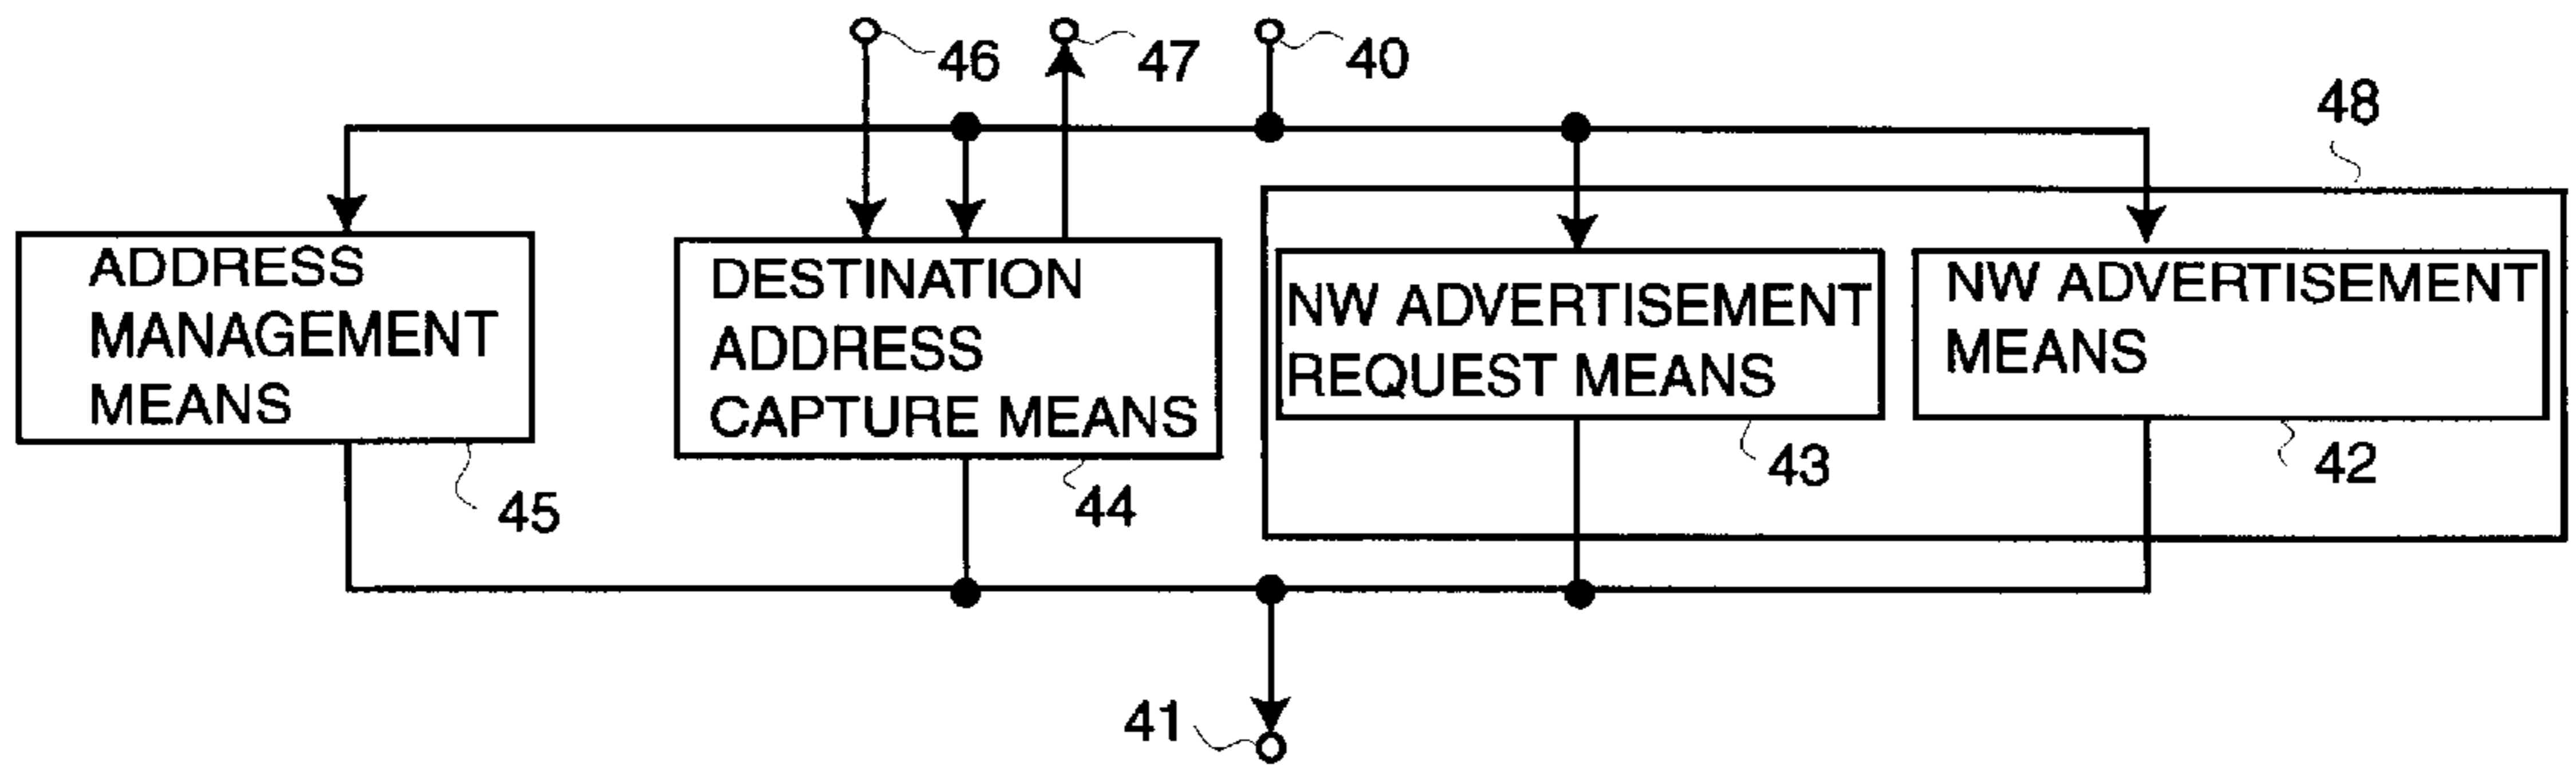 46
47
40
48
ADDRESS
MANAGEMENT
MEANS
DESTINATION
ADDRESS
CAPTURE MEANS
NW ADVERTISEMENT
REQUEST MEANS
NW ADVERTISEMENT
MEANS
45
44
43
42
41